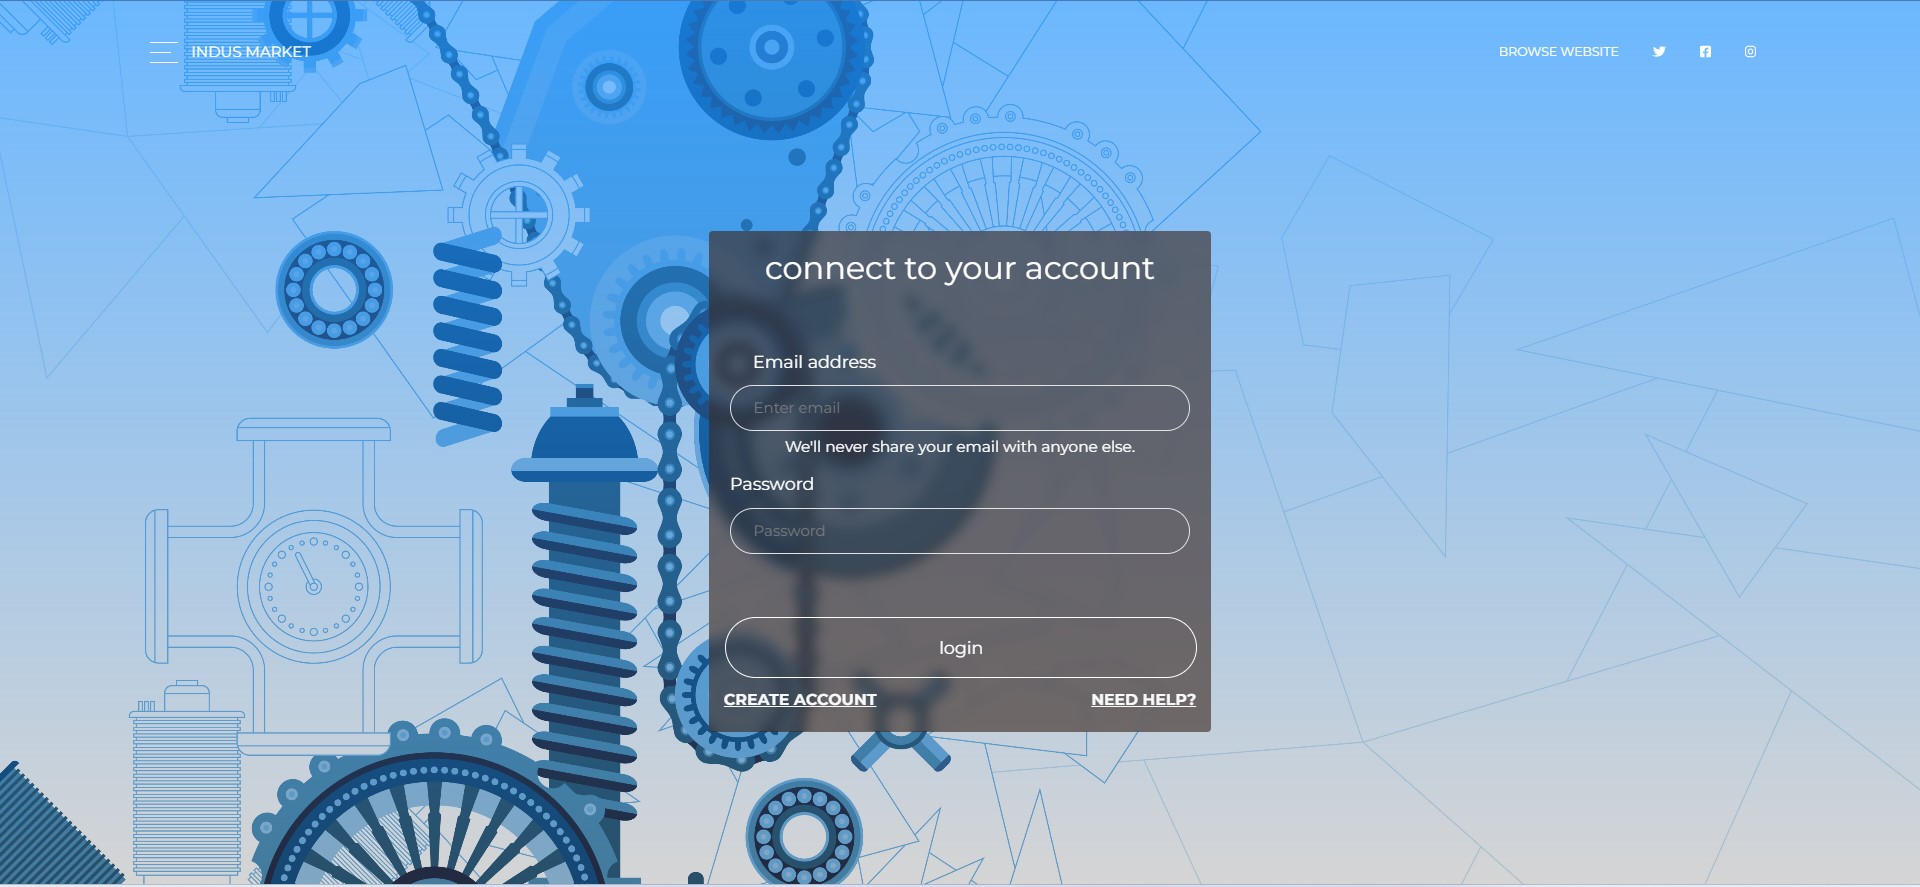 INDUS MARKET
BROWSE WEBSITE
connect to your account
Email address
Enter email
We'll never share your email with anyone else.
Password
Password
login
CREATE ACCOUNT
NEED HELP?